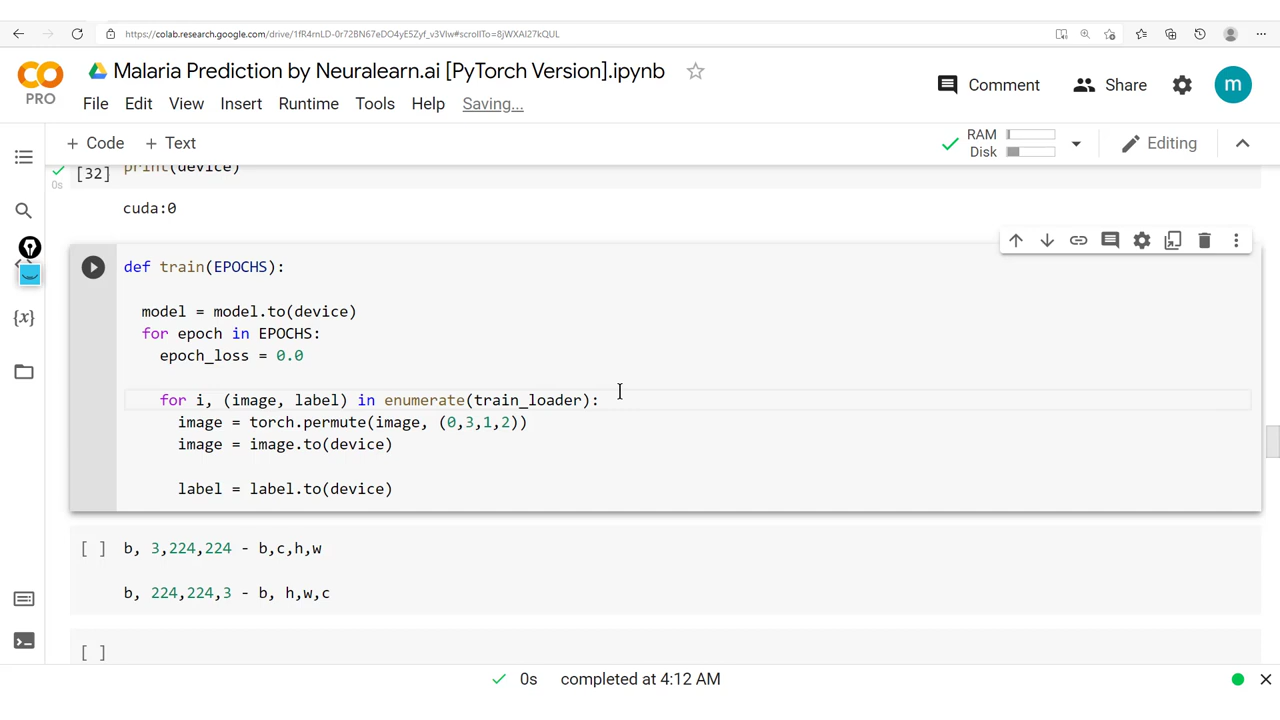 https://colab.research.google.com/drive/1fR4rnLD-0r72BN67eDO4yE5Zyf_v3VIw#scrollTo=8jWXAI27kQUL
Malaria Prediction by Neuralearn.ai [PyTorch Version].ipynb
PRO
File Edit View Insert Runtime Tools Help Saving...
Comment
Share
m
+ Code + Text
RAM
Disk
Editing
[32] print(device)
0s
cuda:0
def train(EPOCHS):
model = model.to(device)
for epoch in EPOCHS:
epoch_loss = 0.0
for i, (image, label) in enumerate(train_loader):
image = torch.permute(image, (0,3,1,2))
image = image.to(device)
label = label.to(device)
{x}
[ ] b, 3,224,224 - b,c,h,w
b, 224,224,3 - b, h,w,c
[ ]
0s completed at 4:12 AM